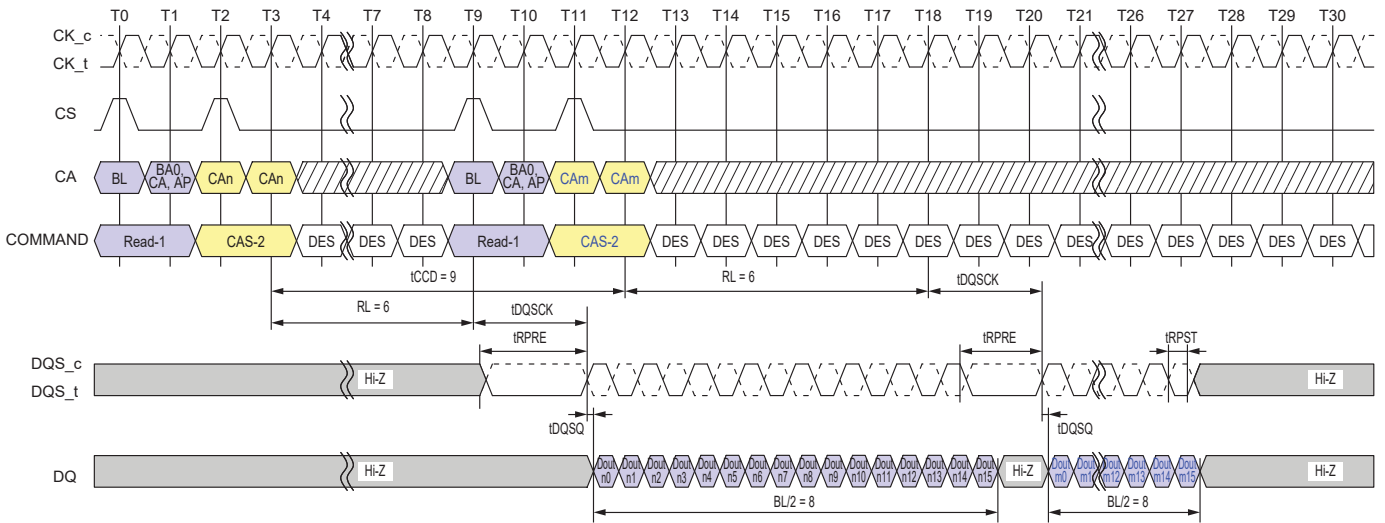 T0 T1 T2 T3 T4 T7 T8 T9 T10 T11 T12 T13 T14 T15 T16 T17 T18 T19 T20 T21 T26 T27 T28 T29 T30
CK_c
CK_t
CS
CA BL BA0, CA, AP CAn CAn BL BA0, CA, AP CAm CAm
COMMAND Read-1 CAS-2 DES DES DES Read-1 CAS-2 DES DES DES DES DES DES DES DES DES DES DES DES DES DES
tCCD = 9 RL = 6 tDQSCK
RL = 6 tDQSCK
tRPRE tRPRE tRPST
DQS_c
DQS_t
Hi-Z Hi-Z
tDQSQ tDQSQ
DQ Hi-Z Dout n0 Dout n1 Dout n2 Dout n3 Dout n4 Dout n5 Dout n6 Dout n7 Dout n8 Dout n9 Dout n10 Dout n11 Dout n12 Dout n13 Dout n14 Dout n15 Hi-Z Dout m0 Dout m1 Dout m12 Dout m13 Dout m14 Dout m15 Hi-Z
BL/2 = 8 BL/2 = 8